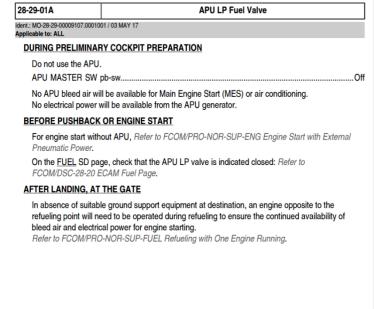 28-29-01A APU LP Fuel Valve
Ident.: MO-28-29-00009107.0001001 / 03 MAY 17
Applicable to: ALL
DURING PRELIMINARY COCKPIT PREPARATION
Do not use the APU.
APU MASTER SW pb-sw...........................................................................Off
No APU bleed air will be available for Main Engine Start (MES) or air conditioning.
No electrical power will be available from the APU generator.
BEFORE PUSHBACK OR ENGINE START
For engine start without APU, Refer to FCOM/PRO-NOR-SUP-ENG Engine Start with External
Pneumatic Power.
On the FUEL SD page, check that the APU LP valve is indicated closed: Refer to
FCOM/DSC-28-20 ECAM Fuel Page.
AFTER LANDING, AT THE GATE
In absence of suitable ground support equipment at destination, an engine opposite to the
refueling point will need to be operated during refueling to ensure the continued availability of
bleed air and electrical power for engine starting.
Refer to FCOM/PRO-NOR-SUP-FUEL Refueling with One Engine Running.